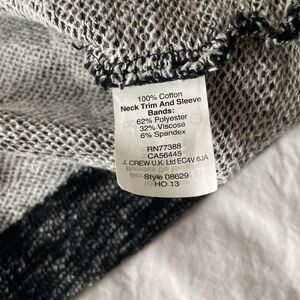 100% Cotton
Neck Trim And Sleeve
Bands:
62% Polyester
32% Viscose
6% Spandex
RN77388
CA56445
J. CREW U.K. Ltd EC4V 6JA
Style 08629
HO 13